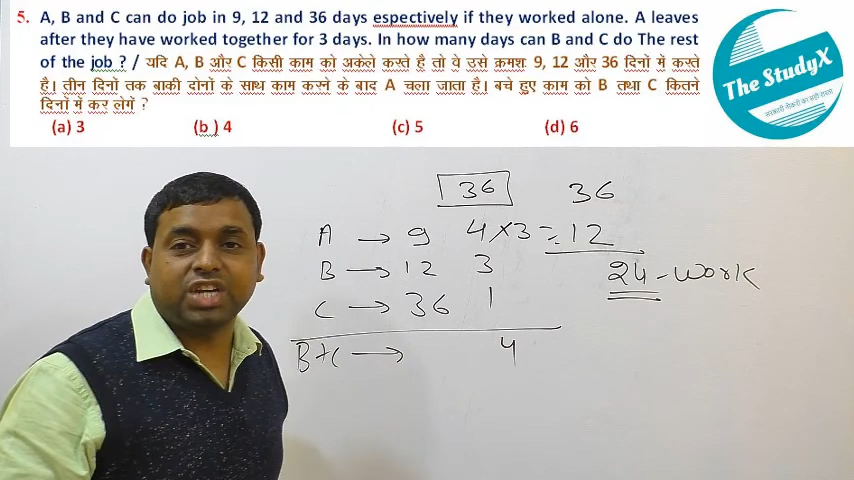 5. A, B and C can do job in 9, 12 and 36 days espectively if they worked alone. A leaves
after they have worked together for 3 days. In how many days can B and C do The rest
of the job ? / यदि A, B और C किसी काम को अकेले करते है तो वे उसे क्रमश 9, 12 और 36 दिनों में करते
है। तीन दिनों तक बाकी दोनों के साथ काम करने के बाद A चला जाता है। बचे हुए काम को B तथा C कितने
दिनों में कर लेगें ?
(a) 3 (b ) 4 (c) 5 (d) 6
The StudyX
सरकारी नौकरी का सही रास्ता
36 36
A → 9 4×3 = 12
B → 12 3
24 - work
C → 36 1
B+C → 4